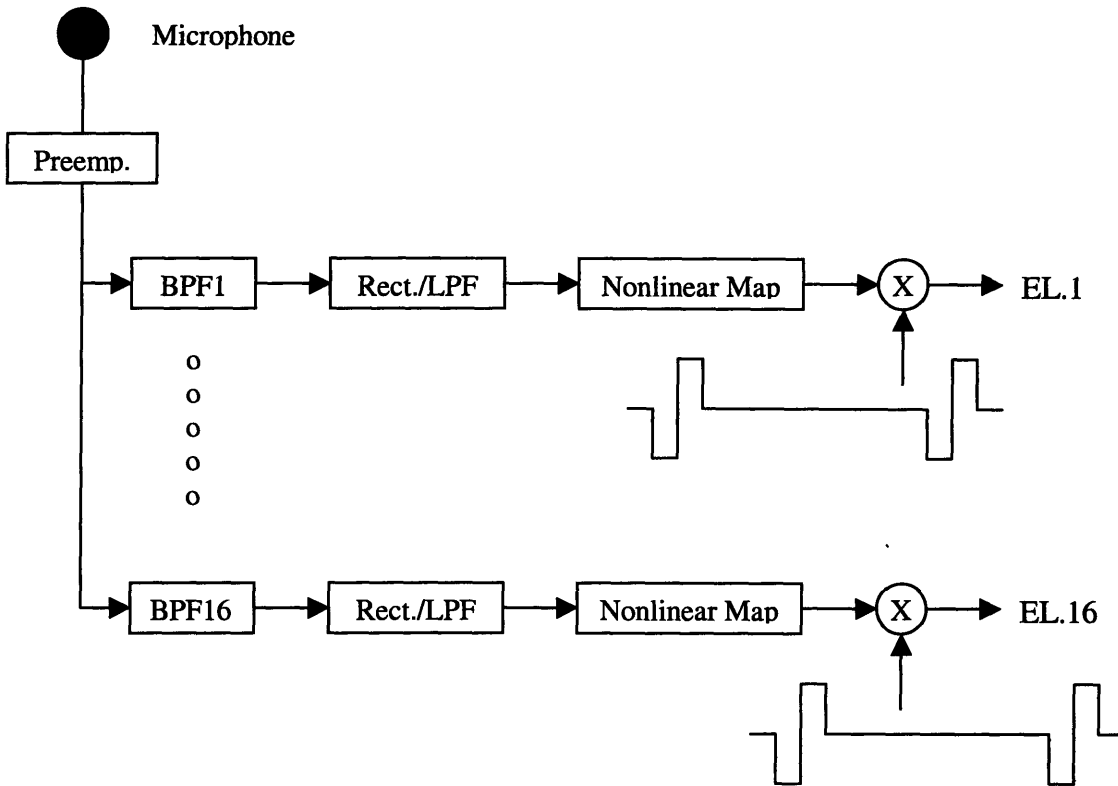 Microphone
Preemp.
BPF1 Rect./LPF Nonlinear Map X EL.1
o
o
o
o
o
BPF16 Rect./LPF Nonlinear Map X EL.16